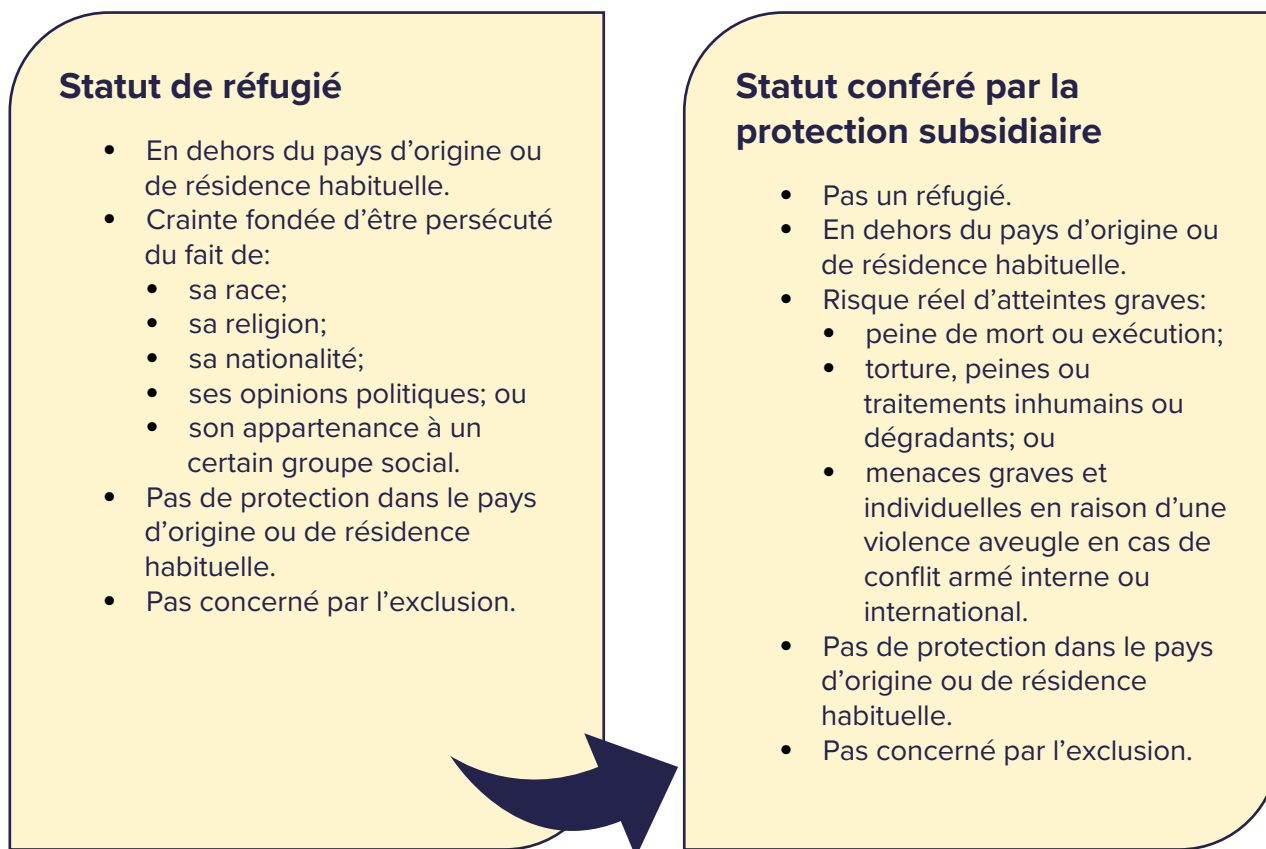 Statut de réfugié
• En dehors du pays d’origine ou
de résidence habituelle.
• Crainte fondée d’être persécuté
du fait de:
• sa race;
• sa religion;
• sa nationalité;
• ses opinions politiques; ou
• son appartenance à un
certain groupe social.
• Pas de protection dans le pays
d’origine ou de résidence
habituelle.
• Pas concerné par l’exclusion.
Statut conféré par la
protection subsidiaire
• Pas un réfugié.
• En dehors du pays d’origine ou
de résidence habituelle.
• Risque réel d’atteintes graves:
• peine de mort ou exécution;
• torture, peines ou
traitements inhumains ou
dégradants; ou
• menaces graves et
individuelles en raison d’une
violence aveugle en cas de
conflit armé interne ou
international.
• Pas de protection dans le pays
d’origine ou de résidence
habituelle.
• Pas concerné par l’exclusion.